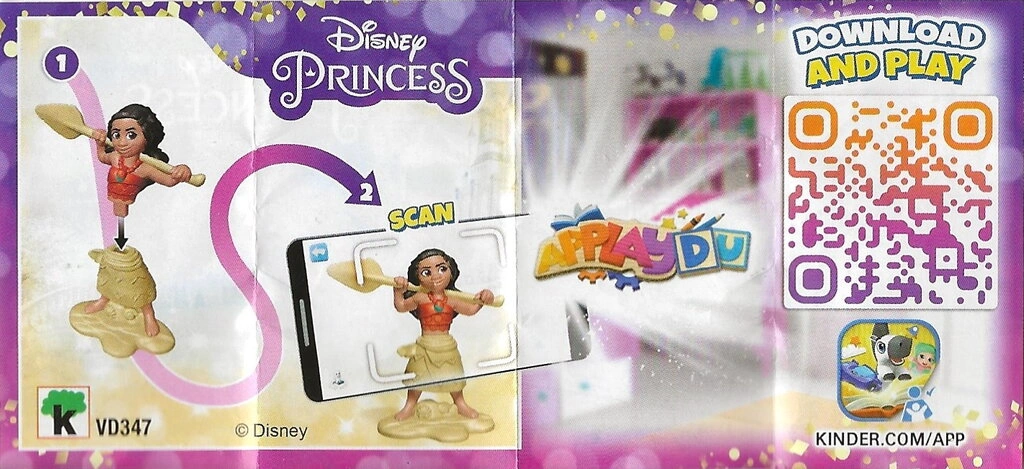 1
Disney
PRINCESS
2
SCAN
K VD347
© Disney
APPLAYDU
DOWNLOAD
AND PLAY
KINDER.COM/APP